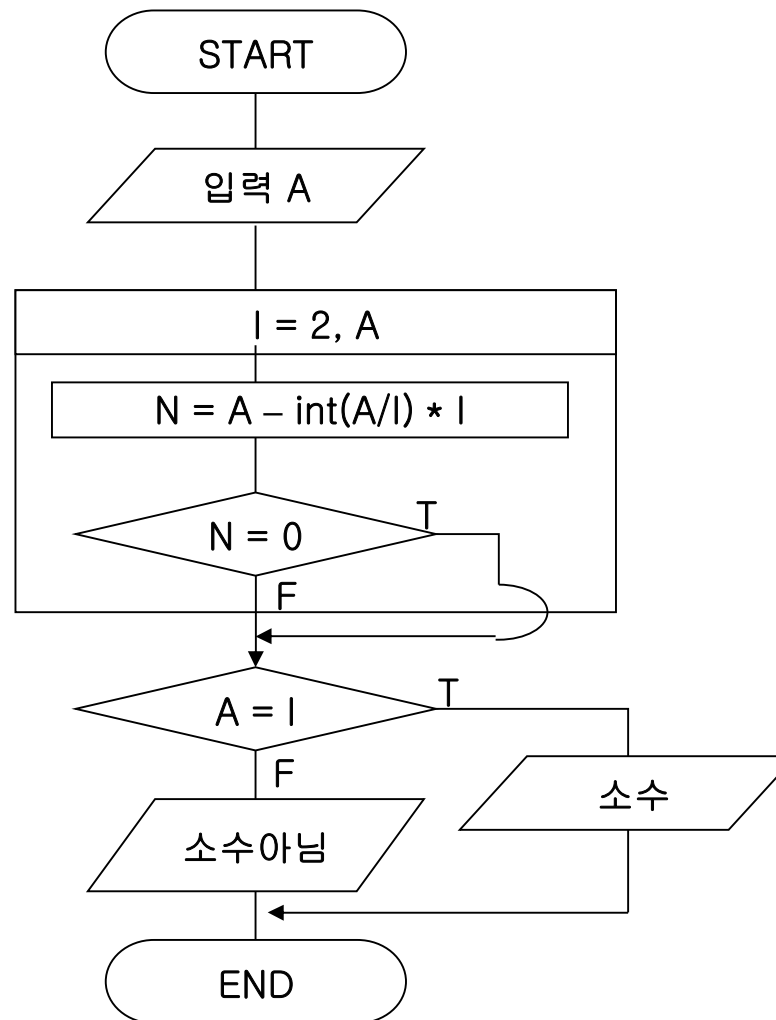 START
입력 A
I = 2, A
N = A – int(A/I) * I
N = 0
T
F
A = I
T
F
소수
소수아님
END